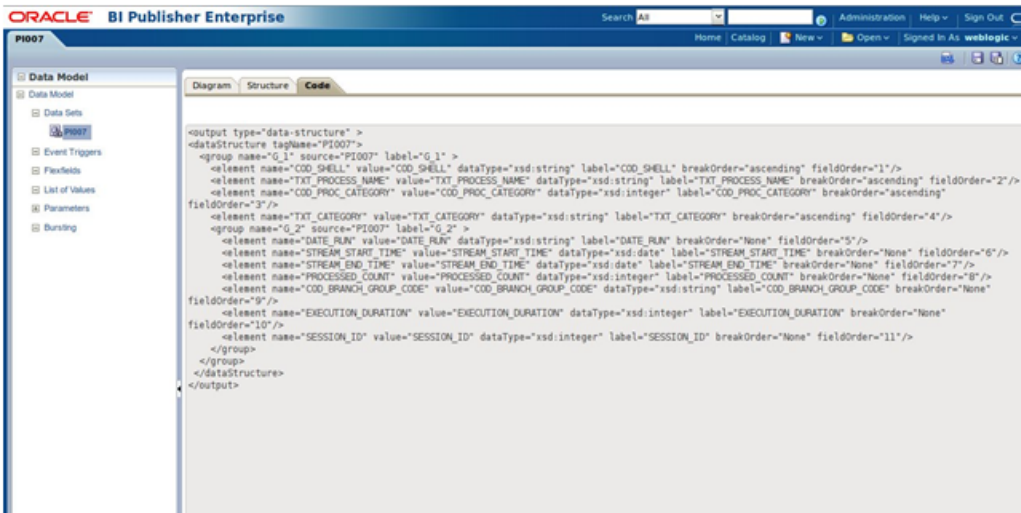 ORACLE BI Publisher Enterprise
Search All
Administration Help Sign Out
PI007
Home Catalog New Open Signed In As weblogic
Data Model
Data Model
Data Sets
PI007
Event Triggers
Flexfields
List of Values
Parameters
Bursting
Diagram Structure Code
<output type="data-structure" >
<dataStructure tagName="PI007">
<group name="G_1" source="PI007" label="G_1" >
<element name="COD_SHELL" value="COD_SHELL" dataType="xsd:string" label="COD_SHELL" breakOrder="ascending" fieldOrder="1"/>
<element name="TXT_PROCESS_NAME" value="TXT_PROCESS_NAME" dataType="xsd:string" label="TXT_PROCESS_NAME" breakOrder="ascending" fieldOrder="2"/>
<element name="COD_PROC_CATEGORY" value="COD_PROC_CATEGORY" dataType="xsd:integer" label="COD_PROC_CATEGORY" breakOrder="ascending"
fieldOrder="3"/>
<element name="TXT_CATEGORY" value="TXT_CATEGORY" dataType="xsd:string" label="TXT_CATEGORY" breakOrder="ascending" fieldOrder="4"/>
<group name="G_2" source="PI007" label="G_2" >
<element name="DATE_RUN" value="DATE_RUN" dataType="xsd:string" label="DATE_RUN" breakOrder="None" fieldOrder="5"/>
<element name="STREAM_START_TIME" value="STREAM_START_TIME" dataType="xsd:date" label="STREAM_START_TIME" breakOrder="None" fieldOrder="6"/>
<element name="STREAM_END_TIME" value="STREAM_END_TIME" dataType="xsd:date" label="STREAM_END_TIME" breakOrder="None" fieldOrder="7"/>
<element name="PROCESSED_COUNT" value="PROCESSED_COUNT" dataType="xsd:integer" label="PROCESSED_COUNT" breakOrder="None" fieldOrder="8"/>
<element name="COD_BRANCH_GROUP_CODE" value="COD_BRANCH_GROUP_CODE" dataType="xsd:string" label="COD_BRANCH_GROUP_CODE" breakOrder="None"
fieldOrder="9"/>
<element name="EXECUTION_DURATION" value="EXECUTION_DURATION" dataType="xsd:integer" label="EXECUTION_DURATION" breakOrder="None"
fieldOrder="10"/>
<element name="SESSION_ID" value="SESSION_ID" dataType="xsd:integer" label="SESSION_ID" breakOrder="None" fieldOrder="11"/>
</group>
</group>
</dataStructure>
</output>